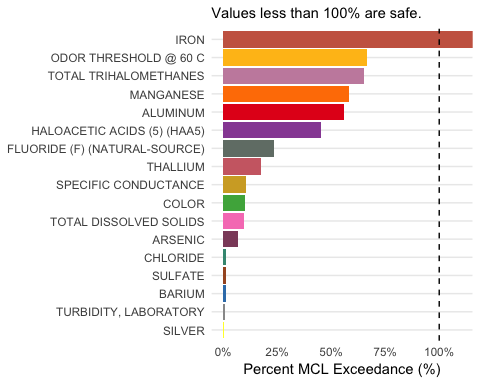 Values less than 100% are safe.
IRON
ODOR THRESHOLD @ 60 C
TOTAL TRIHALOMETHANES
MANGANESE
ALUMINUM
HALOACETIC ACIDS (5) (HAA5)
FLUORIDE (F) (NATURAL-SOURCE)
THALLIUM
SPECIFIC CONDUCTANCE
COLOR
TOTAL DISSOLVED SOLIDS
ARSENIC
CHLORIDE
SULFATE
BARIUM
TURBIDITY, LABORATORY
SILVER
0% 25% 50% 75% 100%
Percent MCL Exceedance (%)